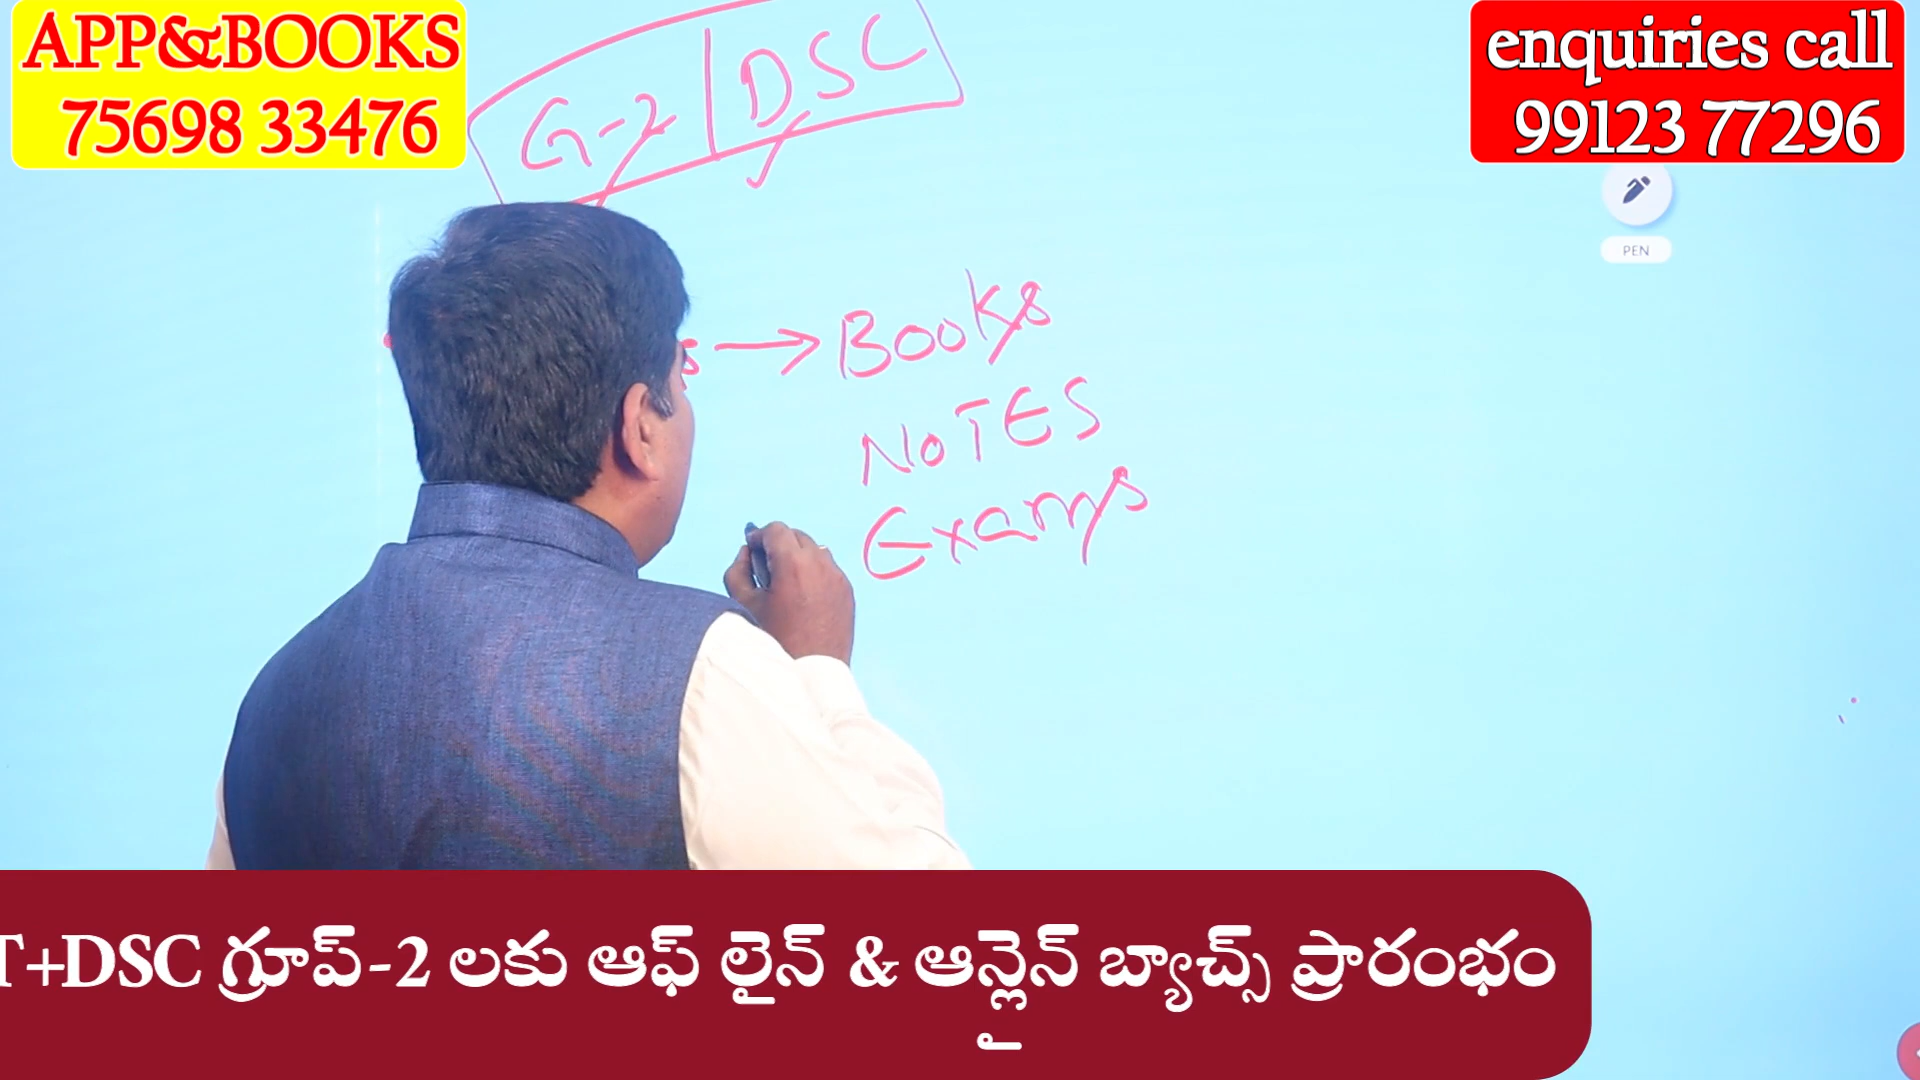 APP&BOOKS
75698 33476
enquiries call
99123 77296
G-2 | DSC
PEN
s → Books
NOTES
Exams
T+DSC గ్రూప్-2 లకు ఆఫ్ లైన్ & ఆన్లైన్ బ్యాచ్స్ ప్రారంభం